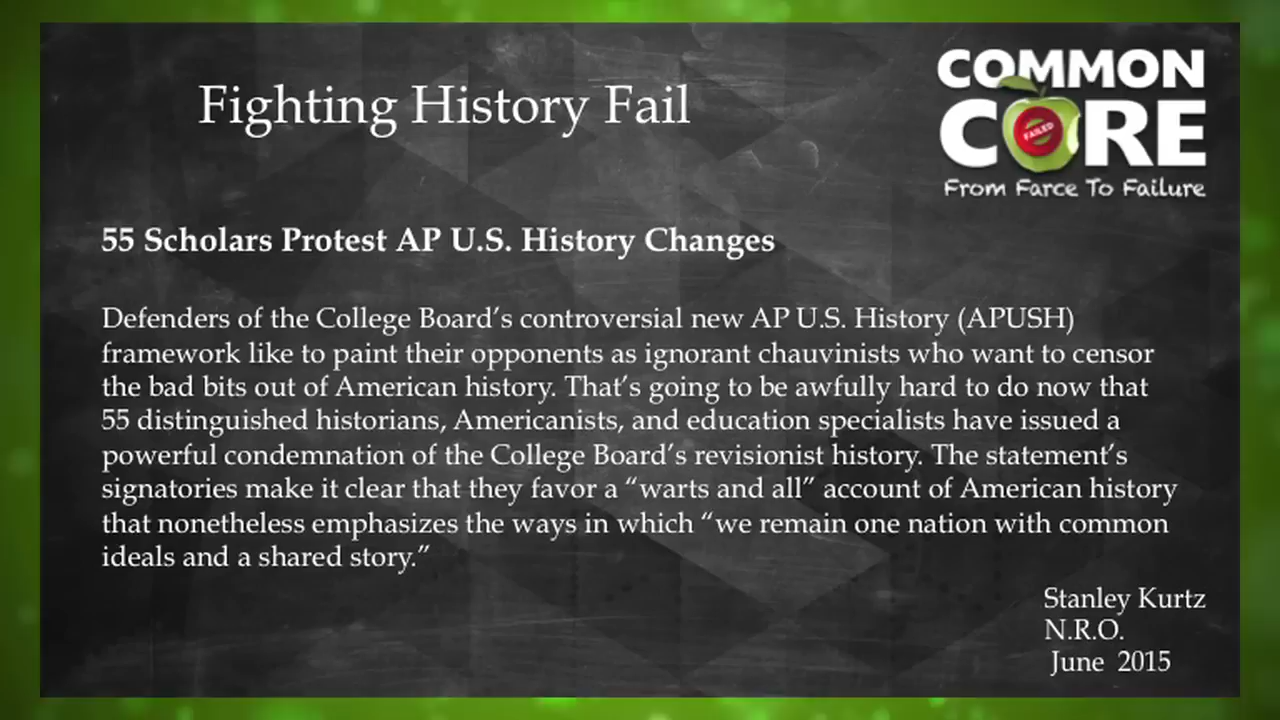 Fighting History Fail
COMMON
CORE
FAILED
From Farce To Failure
55 Scholars Protest AP U.S. History Changes
Defenders of the College Board’s controversial new AP U.S. History (APUSH)
framework like to paint their opponents as ignorant chauvinists who want to censor
the bad bits out of American history. That’s going to be awfully hard to do now that
55 distinguished historians, Americanists, and education specialists have issued a
powerful condemnation of the College Board’s revisionist history. The statement’s
signatories make it clear that they favor a “warts and all” account of American history
that nonetheless emphasizes the ways in which “we remain one nation with common
ideals and a shared story.”
Stanley Kurtz
N.R.O.
June 2015